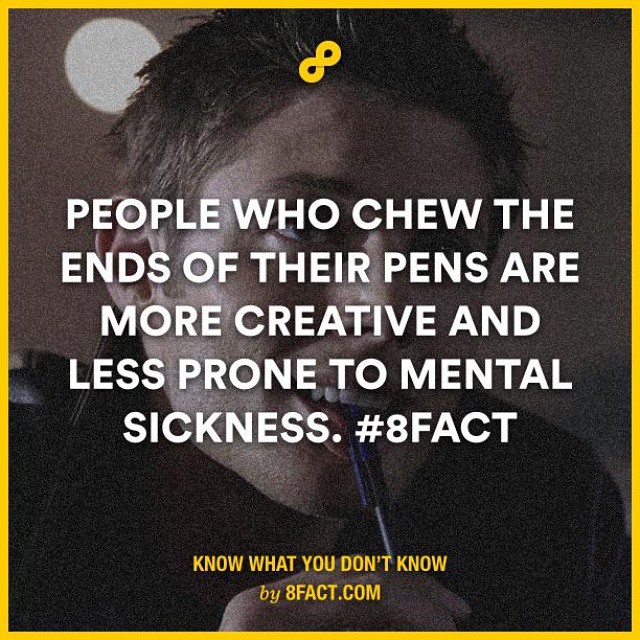 PEOPLE WHO CHEW THE
ENDS OF THEIR PENS ARE
MORE CREATIVE AND
LESS PRONE TO MENTAL
SICKNESS. #8FACT
KNOW WHAT YOU DON'T KNOW
by 8FACT.COM